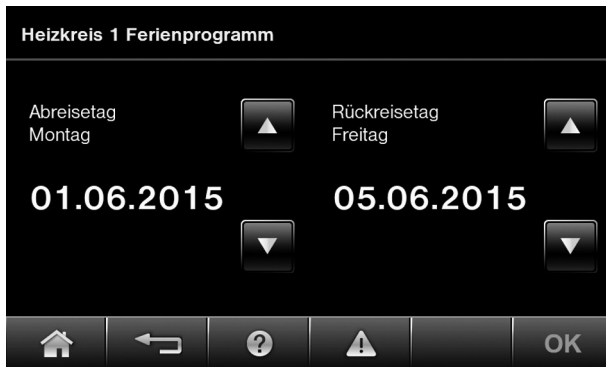 Heizkreis 1 Ferienprogramm
Abreisetag
Montag
01.06.2015
Rückreisetag
Freitag
05.06.2015
OK